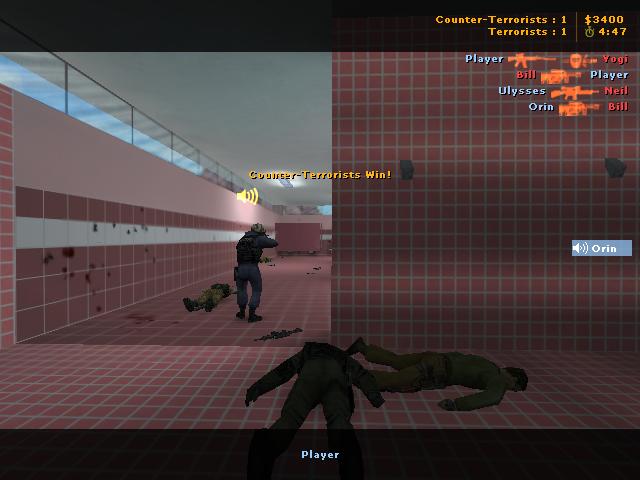 Counter-Terrorists : 1 $3400
Terrorists : 1 4:47
Player Yogi
Bill Player
Ulysses Neil
Orin Bill
Counter-Terrorists Win!
Orin
Player